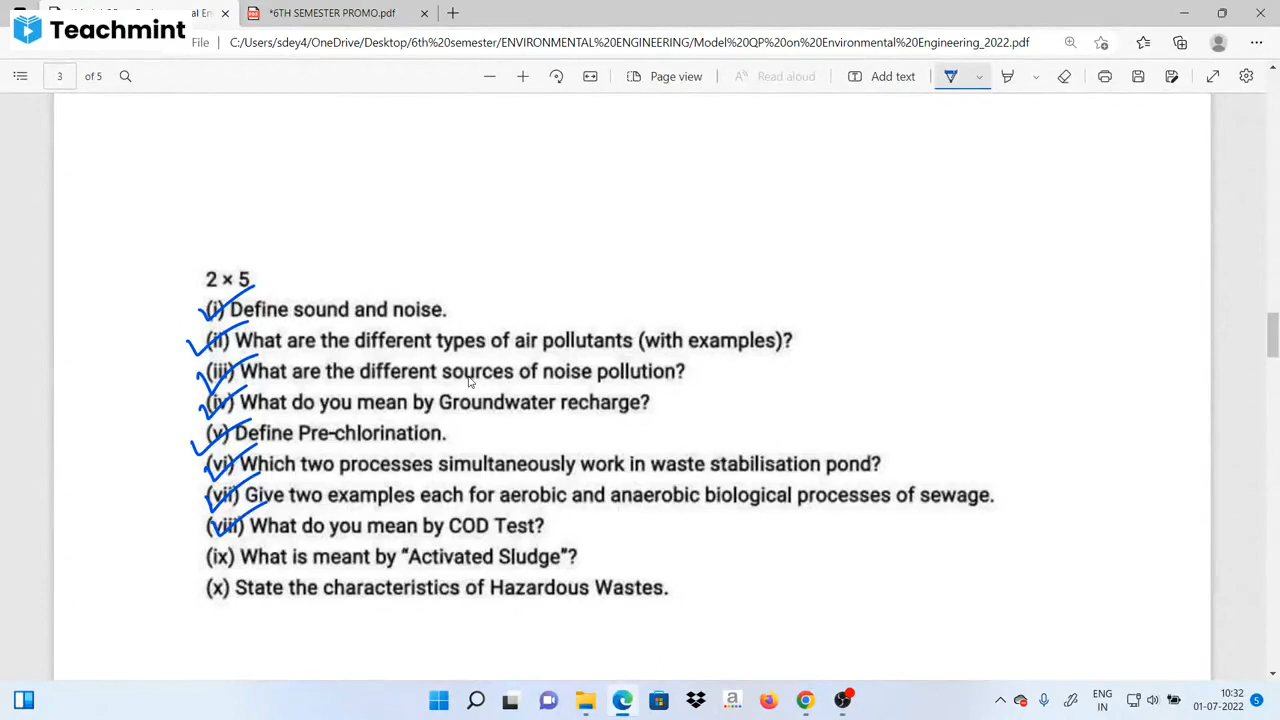 al En
*6TH SEMESTER PROMO.pdf
Teachmint
File
C:/Users/sdey4/OneDrive/Desktop/6th%20semester/ENVIRONMENTAL%20ENGINEERING/Model%20QP%20on%20Environmental%20Engineering_2022.pdf
3 of 5
Page view
Read aloud
Add text
2 × 5
(i) Define sound and noise.
(ii) What are the different types of air pollutants (with examples)?
(iii) What are the different sources of noise pollution?
(iv) What do you mean by Groundwater recharge?
(v) Define Pre-chlorination.
(vi) Which two processes simultaneously work in waste stabilisation pond?
(vii) Give two examples each for aerobic and anaerobic biological processes of sewage.
(viii) What do you mean by COD Test?
(ix) What is meant by “Activated Sludge”?
(x) State the characteristics of Hazardous Wastes.
ENG
IN
10:32
01-07-2022
5